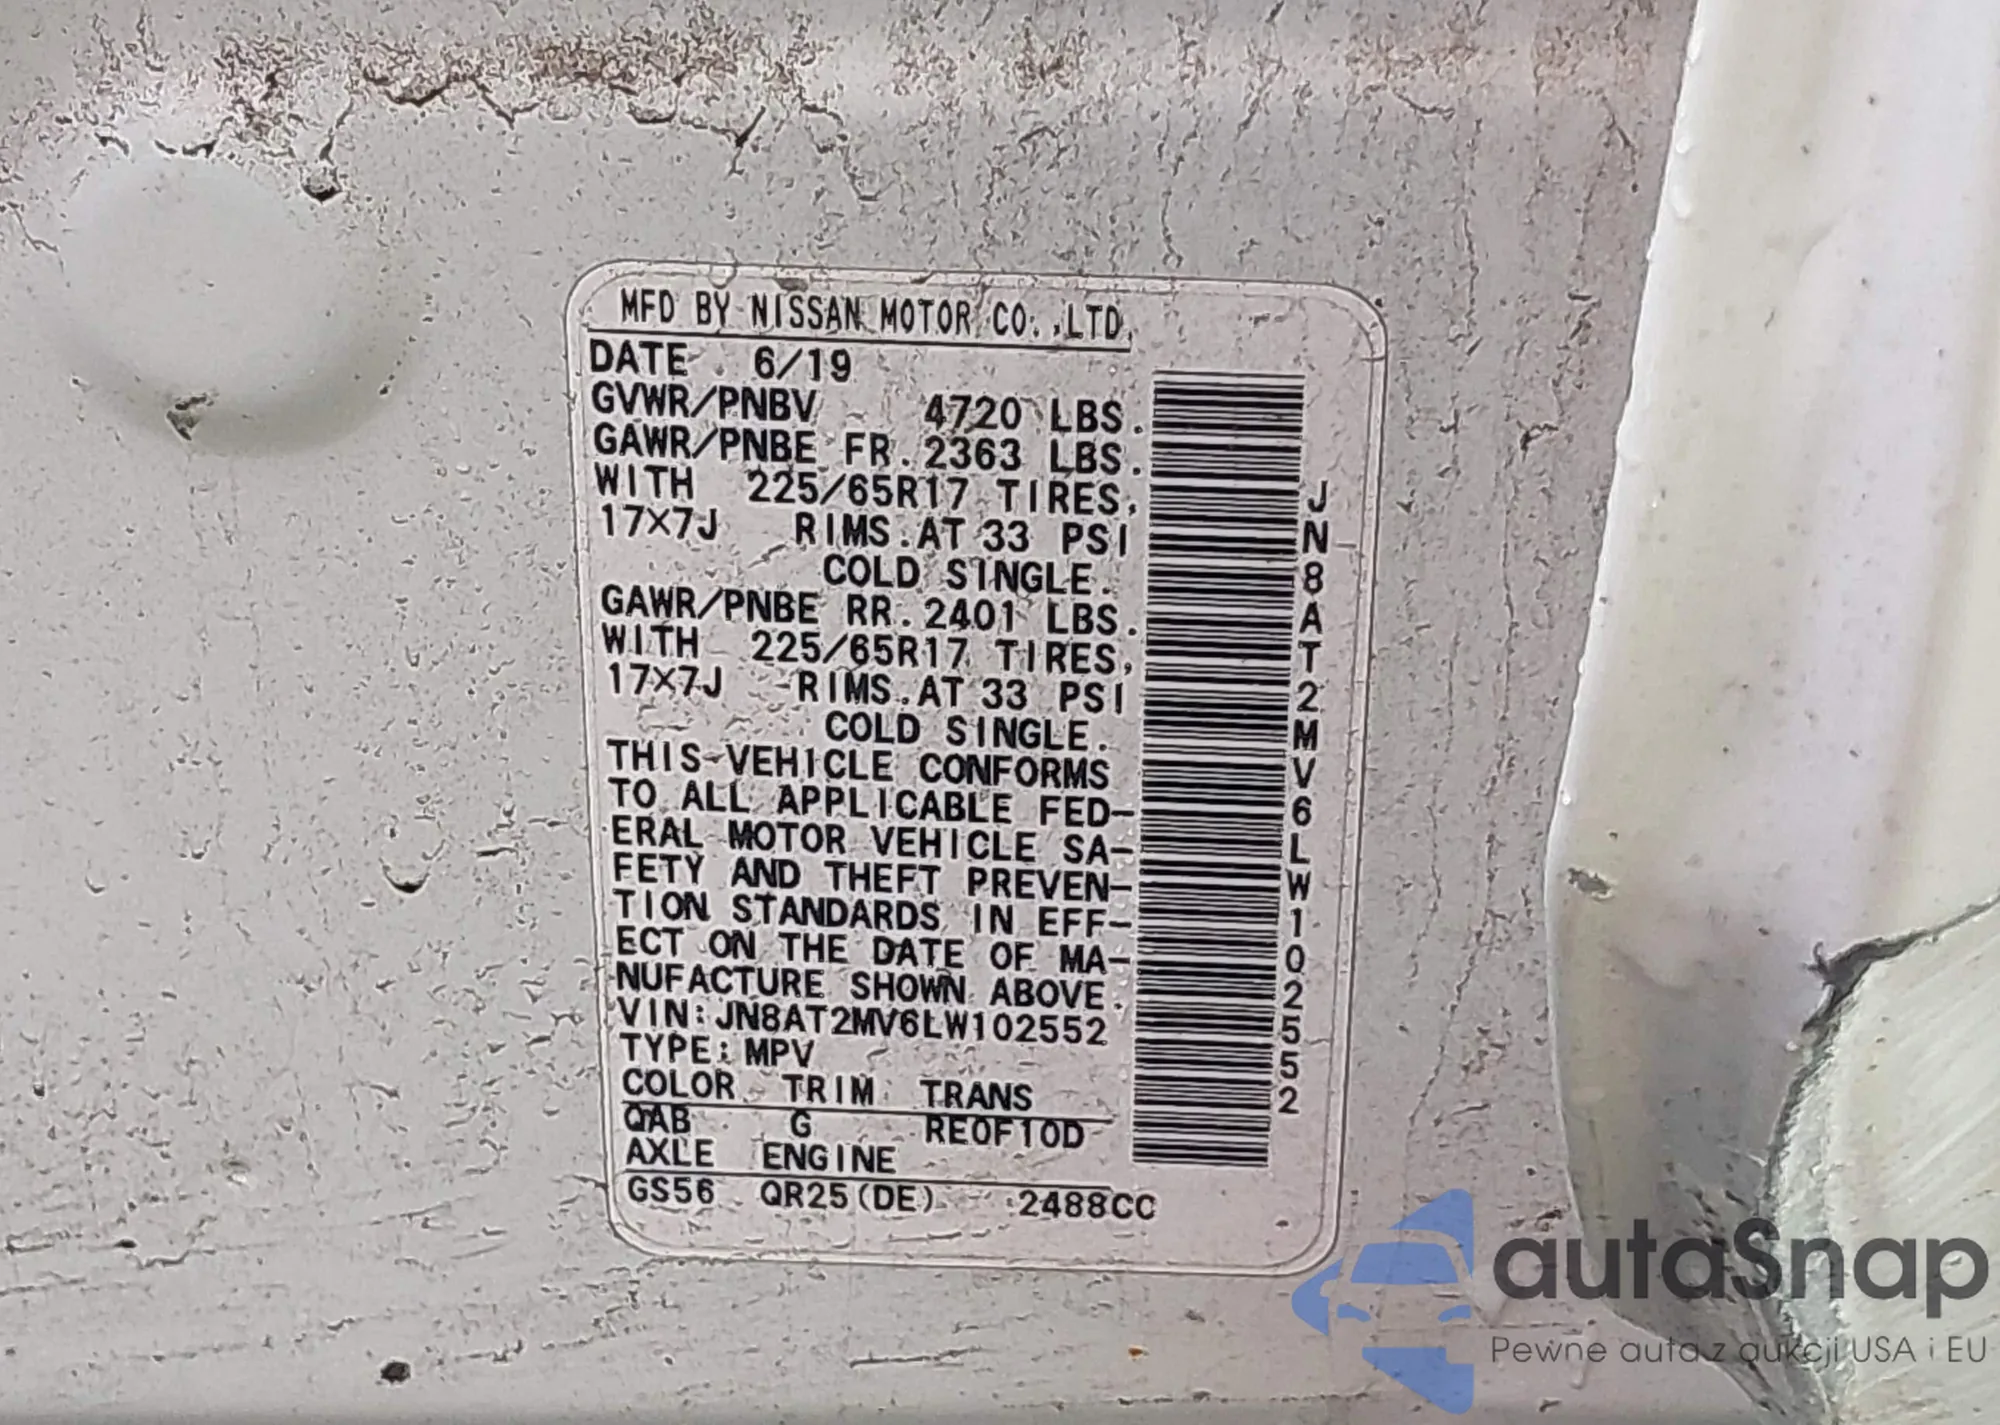 MFD BY NISSAN MOTOR CO.,LTD.
DATE 6/19
GVWR/PNBV 4720 LBS.
GAWR/PNBE FR. 2363 LBS.
WITH 225/65R17 TIRES,
17×7J RIMS.AT 33 PSI
COLD SINGLE.
GAWR/PNBE RR. 2401 LBS.
WITH 225/65R17 TIRES,
17×7J RIMS.AT 33 PSI
COLD SINGLE.
THIS VEHICLE CONFORMS
TO ALL APPLICABLE FED-
ERAL MOTOR VEHICLE SA-
FETY AND THEFT PREVEN-
TION STANDARDS IN EFF-
ECT ON THE DATE OF MA-
NUFACTURE SHOWN ABOVE.
VIN:JN8AT2MV6LW102552
TYPE:MPV
COLOR TRIM TRANS
QAB G RE0F10D
AXLE ENGINE
GS56 QR25(DE) 2488CC
JN8AT2MV6LW102552
autaSnap
Pewne auta z aukcji USA i EU